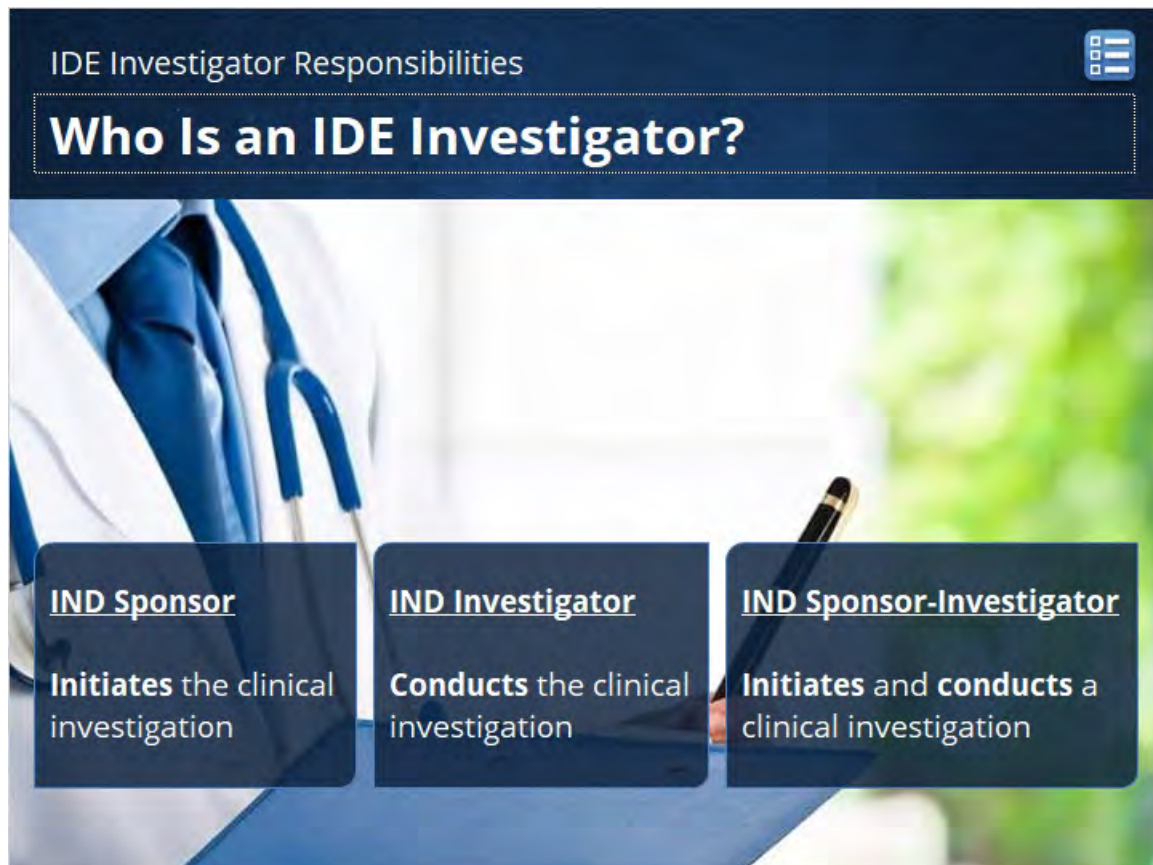 IDE Investigator Responsibilities
Who Is an IDE Investigator?
IND Sponsor
Initiates the clinical
investigation
IND Investigator
Conducts the clinical
investigation
IND Sponsor-Investigator
Initiates and conducts a
clinical investigation